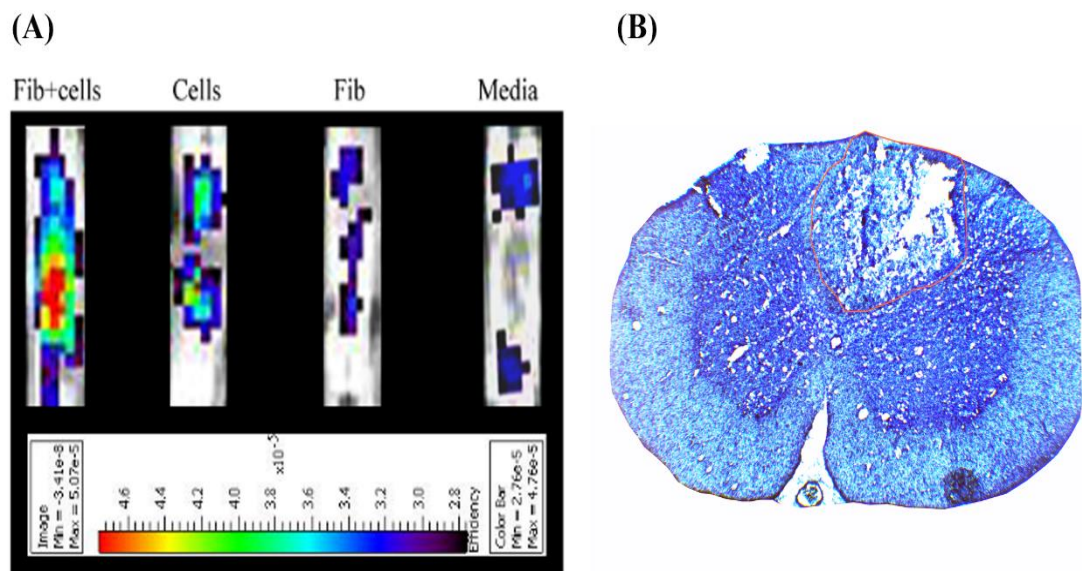 (A)
(B)
Fib+cells
Cells
Fib
Media
Image
Min = -3.41e-8
Max = 5.07e-5
x10⁻⁵
4.6
4.4
4.2
4.0
3.8
3.6
3.4
3.2
3.0
2.8
Efficiency
Color Bar
Min = 2.76e-5
Max = 4.76e-5